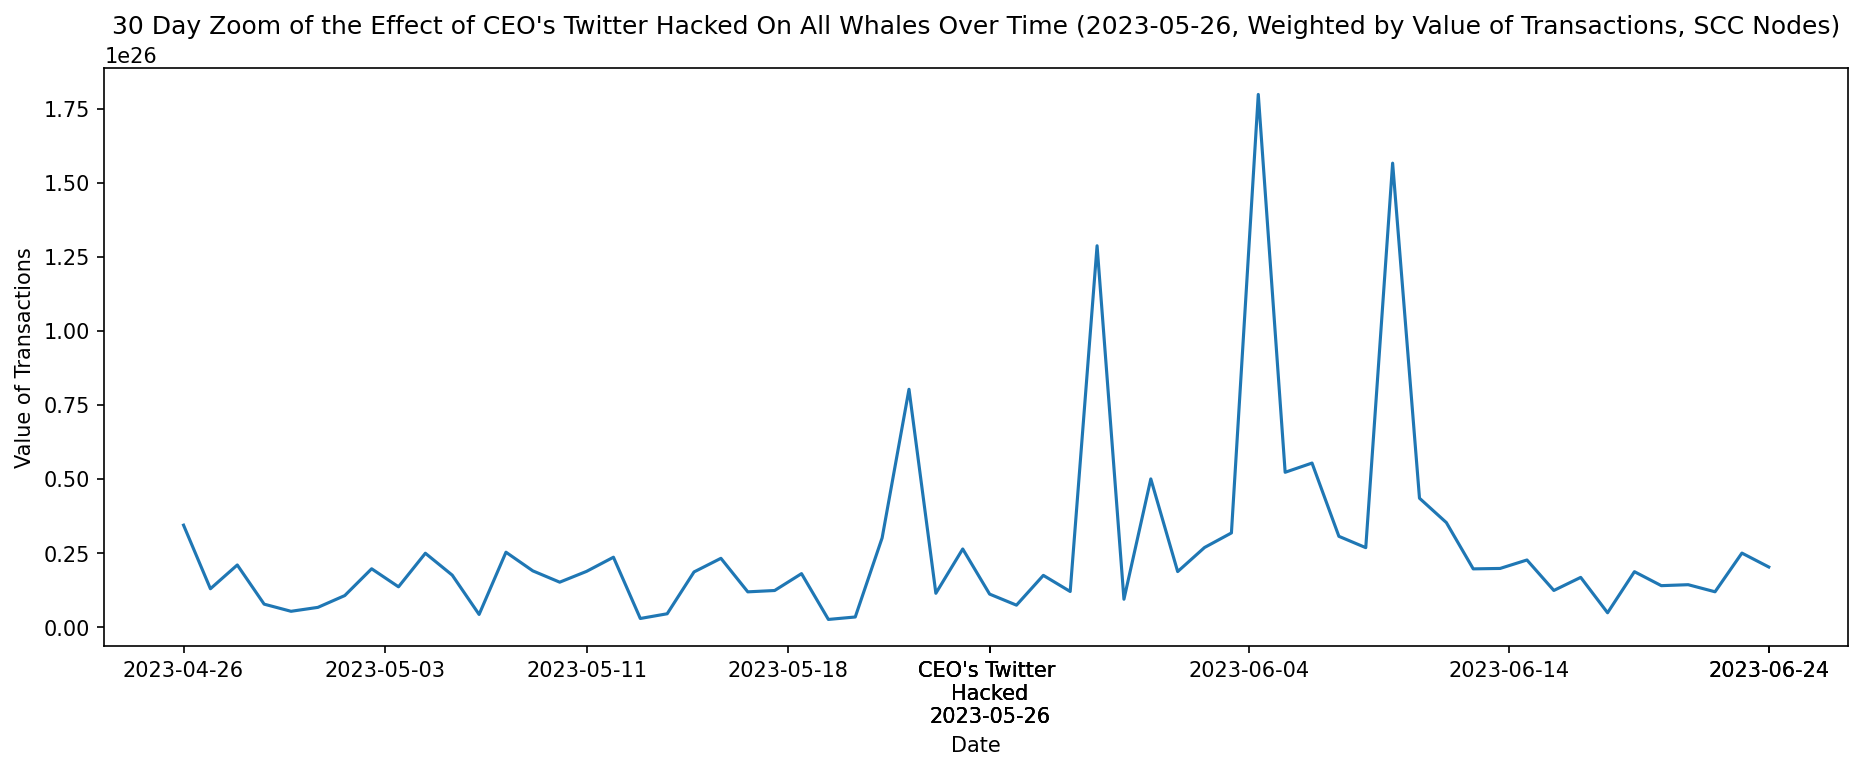 30 Day Zoom of the Effect of CEO's Twitter Hacked On All Whales Over Time (2023-05-26, Weighted by Value of Transactions, SCC Nodes)
1e26
1.75
1.50
1.25
1.00
0.75
0.50
0.25
0.00
Value of Transactions
2023-04-26 2023-05-03 2023-05-11 2023-05-18 CEO's Twitter 2023-06-04 2023-06-14 2023-06-24
Hacked
2023-05-26
Date